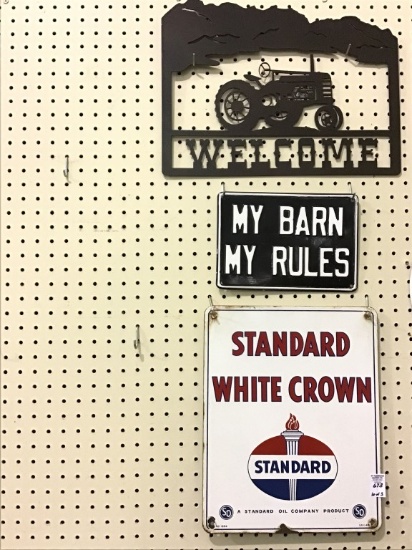 WELCOME
MY BARN
MY RULES
STANDARD
WHITE CROWN
STANDARD
SO
A STANDARD OIL COMPANY PRODUCT
SO